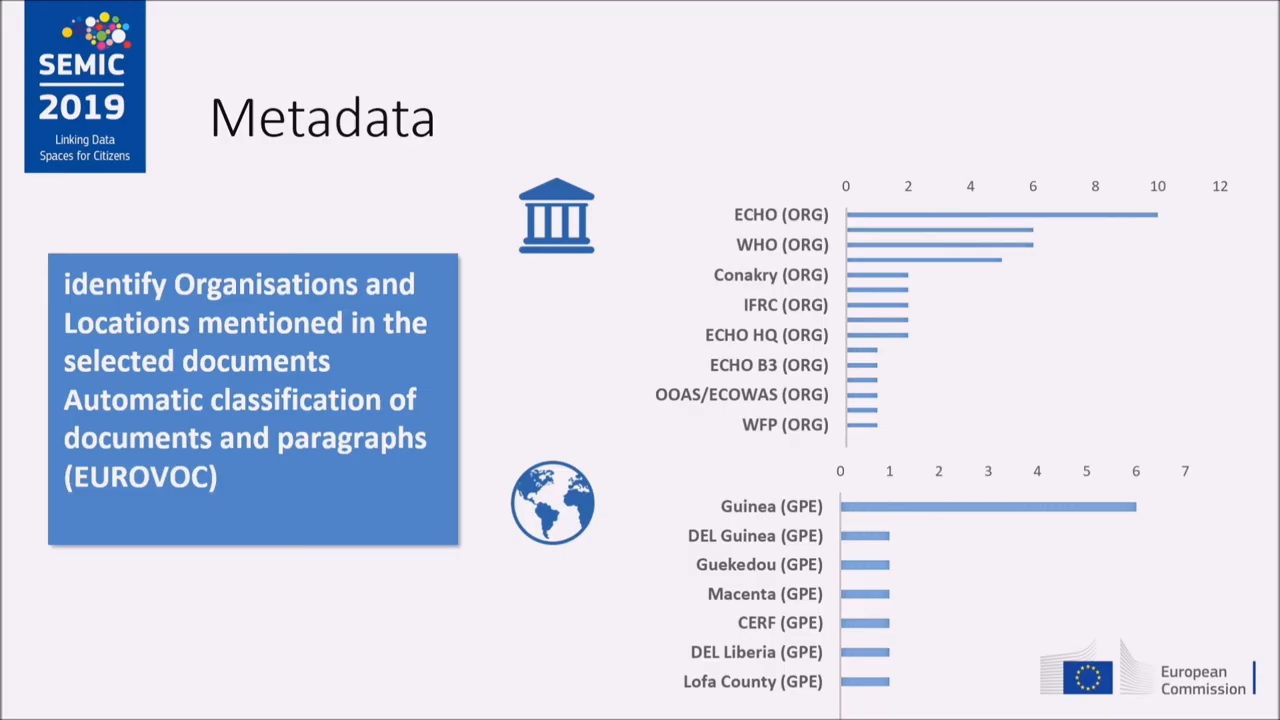 SEMIC
2019
Linking Data
Spaces for Citizens
Metadata
identify Organisations and
Locations mentioned in the
selected documents
Automatic classification of
documents and paragraphs
(EUROVOC)
0 2 4 6 8 10 12
ECHO (ORG)
WHO (ORG)
Conakry (ORG)
IFRC (ORG)
ECHO HQ (ORG)
ECHO B3 (ORG)
OOAS/ECOWAS (ORG)
WFP (ORG)
0 1 2 3 4 5 6 7
Guinea (GPE)
DEL Guinea (GPE)
Guekedou (GPE)
Macenta (GPE)
CERF (GPE)
DEL Liberia (GPE)
Lofa County (GPE)
European
Commission